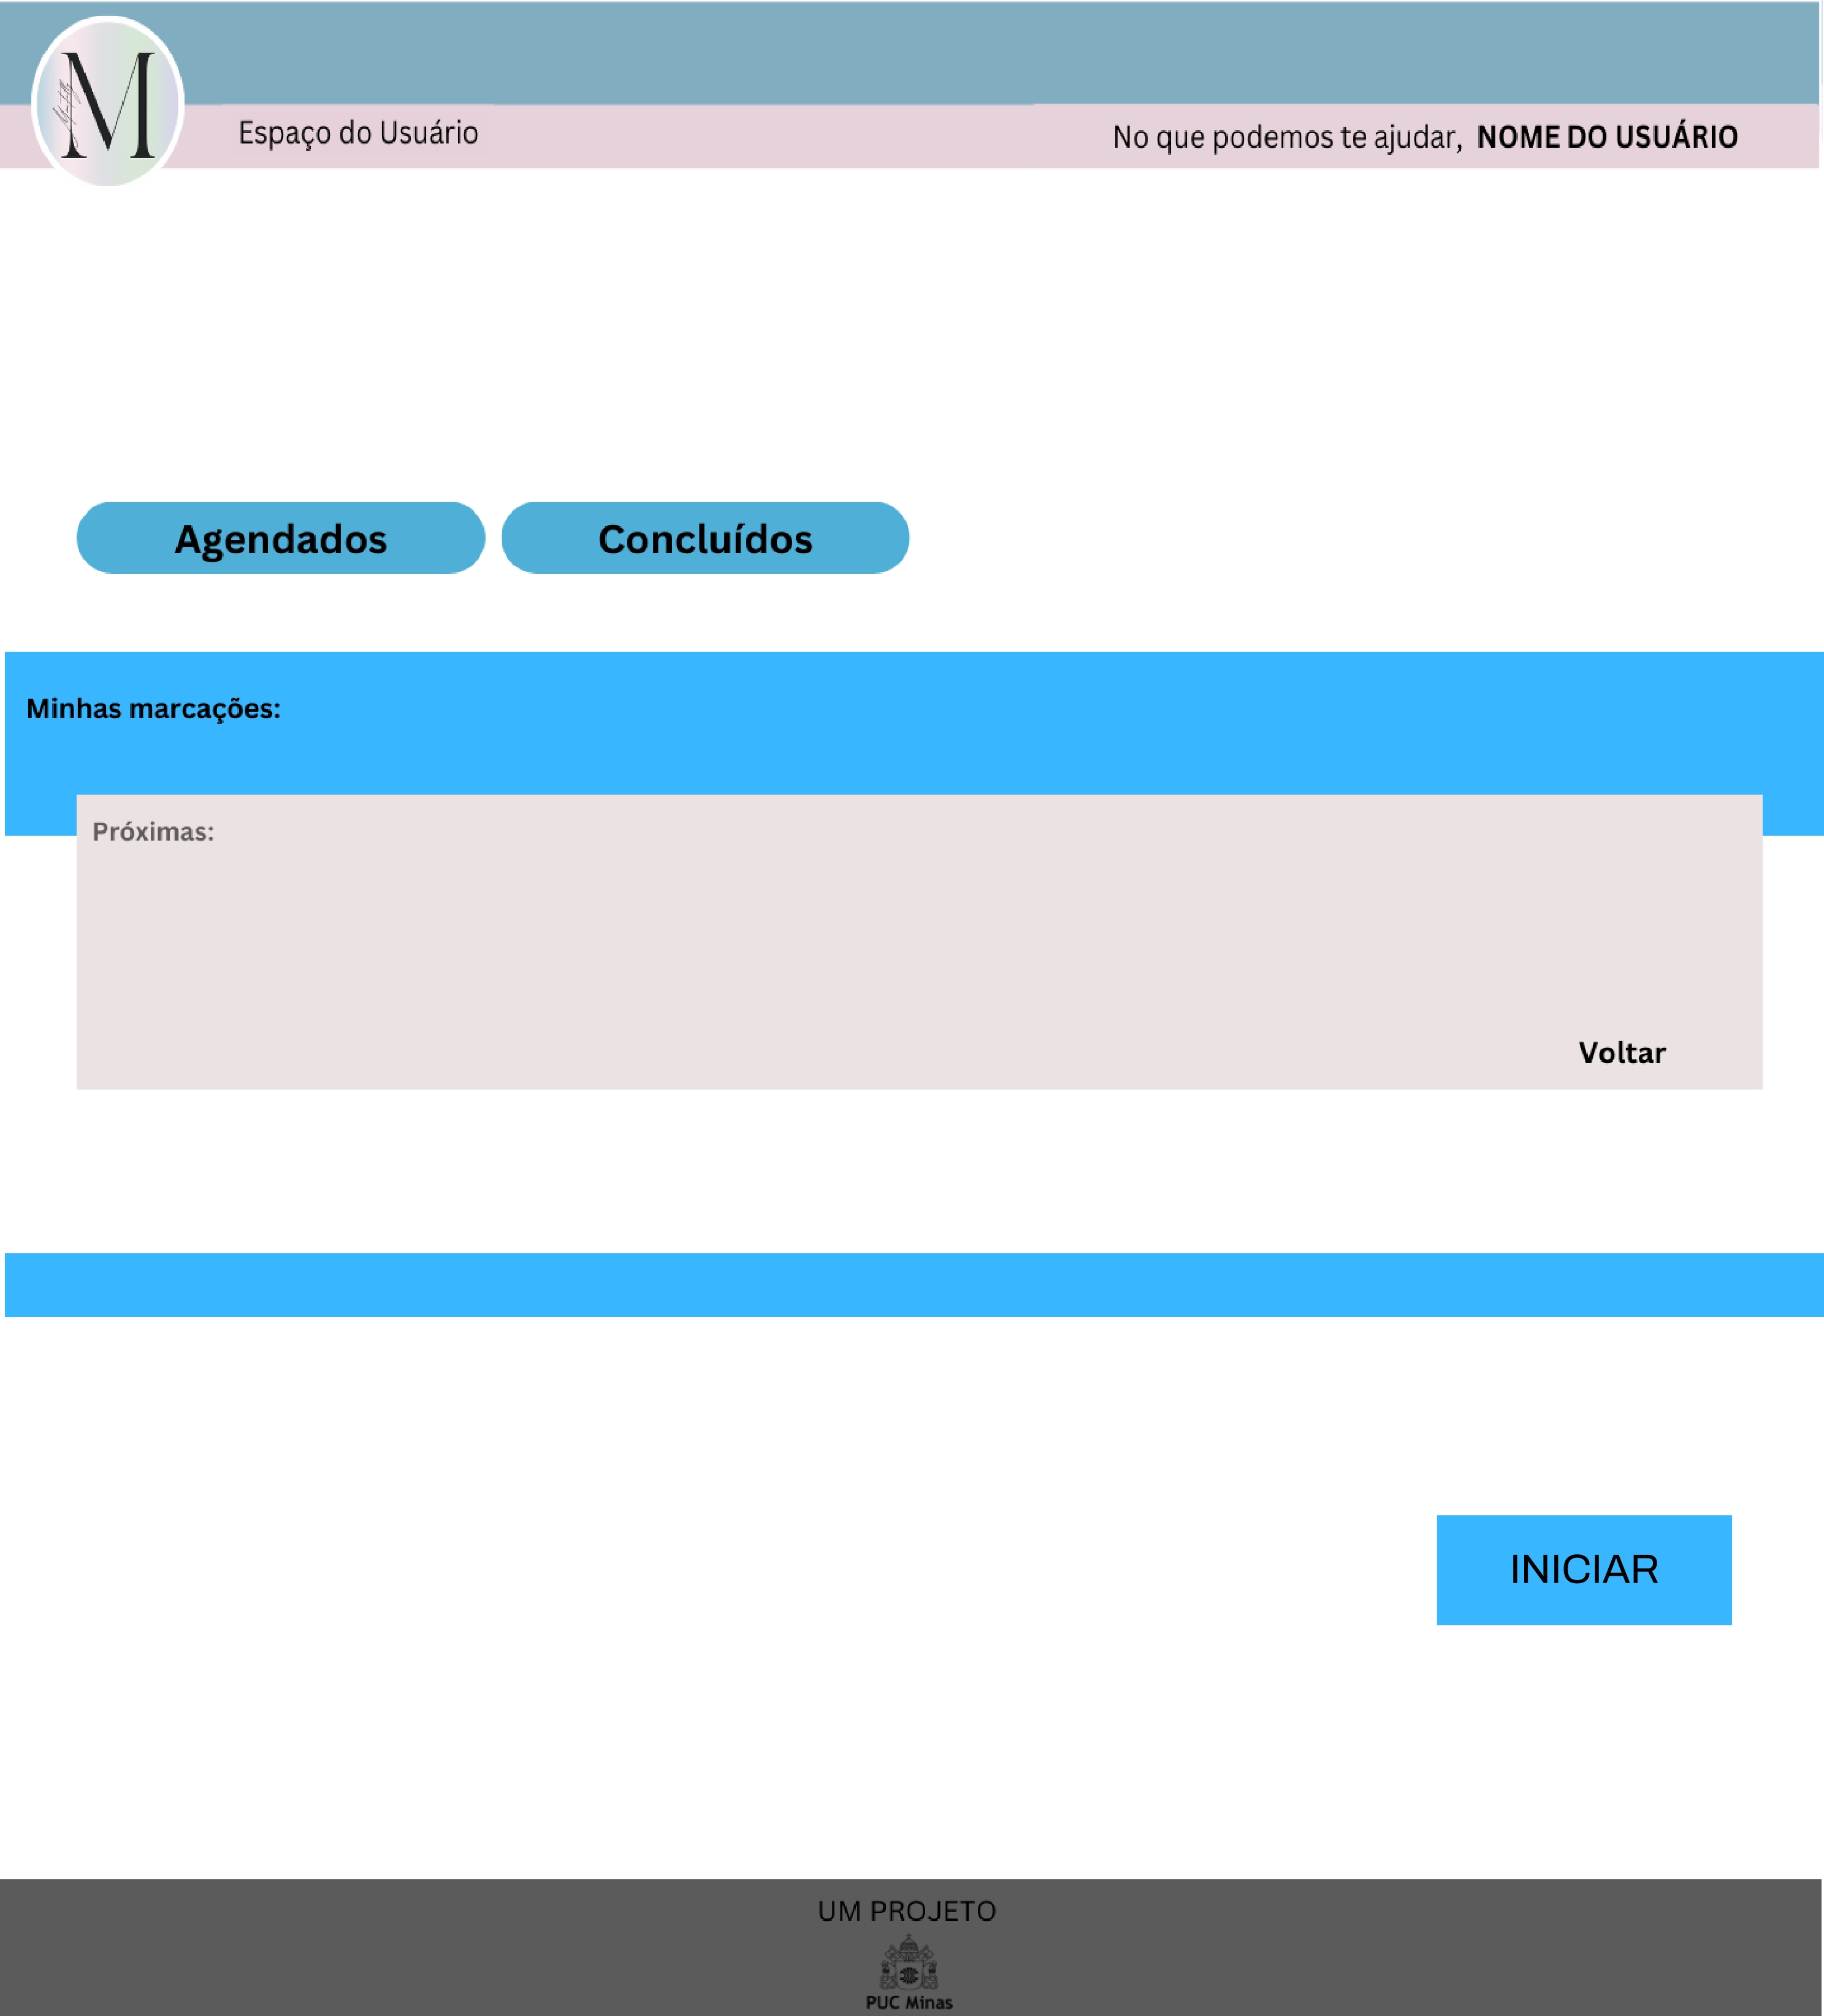 M
Espaço do Usuário
No que podemos te ajudar, NOME DO USUÁRIO
Agendados
Concluídos
Minhas marcações:
Próximas:
Voltar
INICIAR
UM PROJETO
PUC Minas